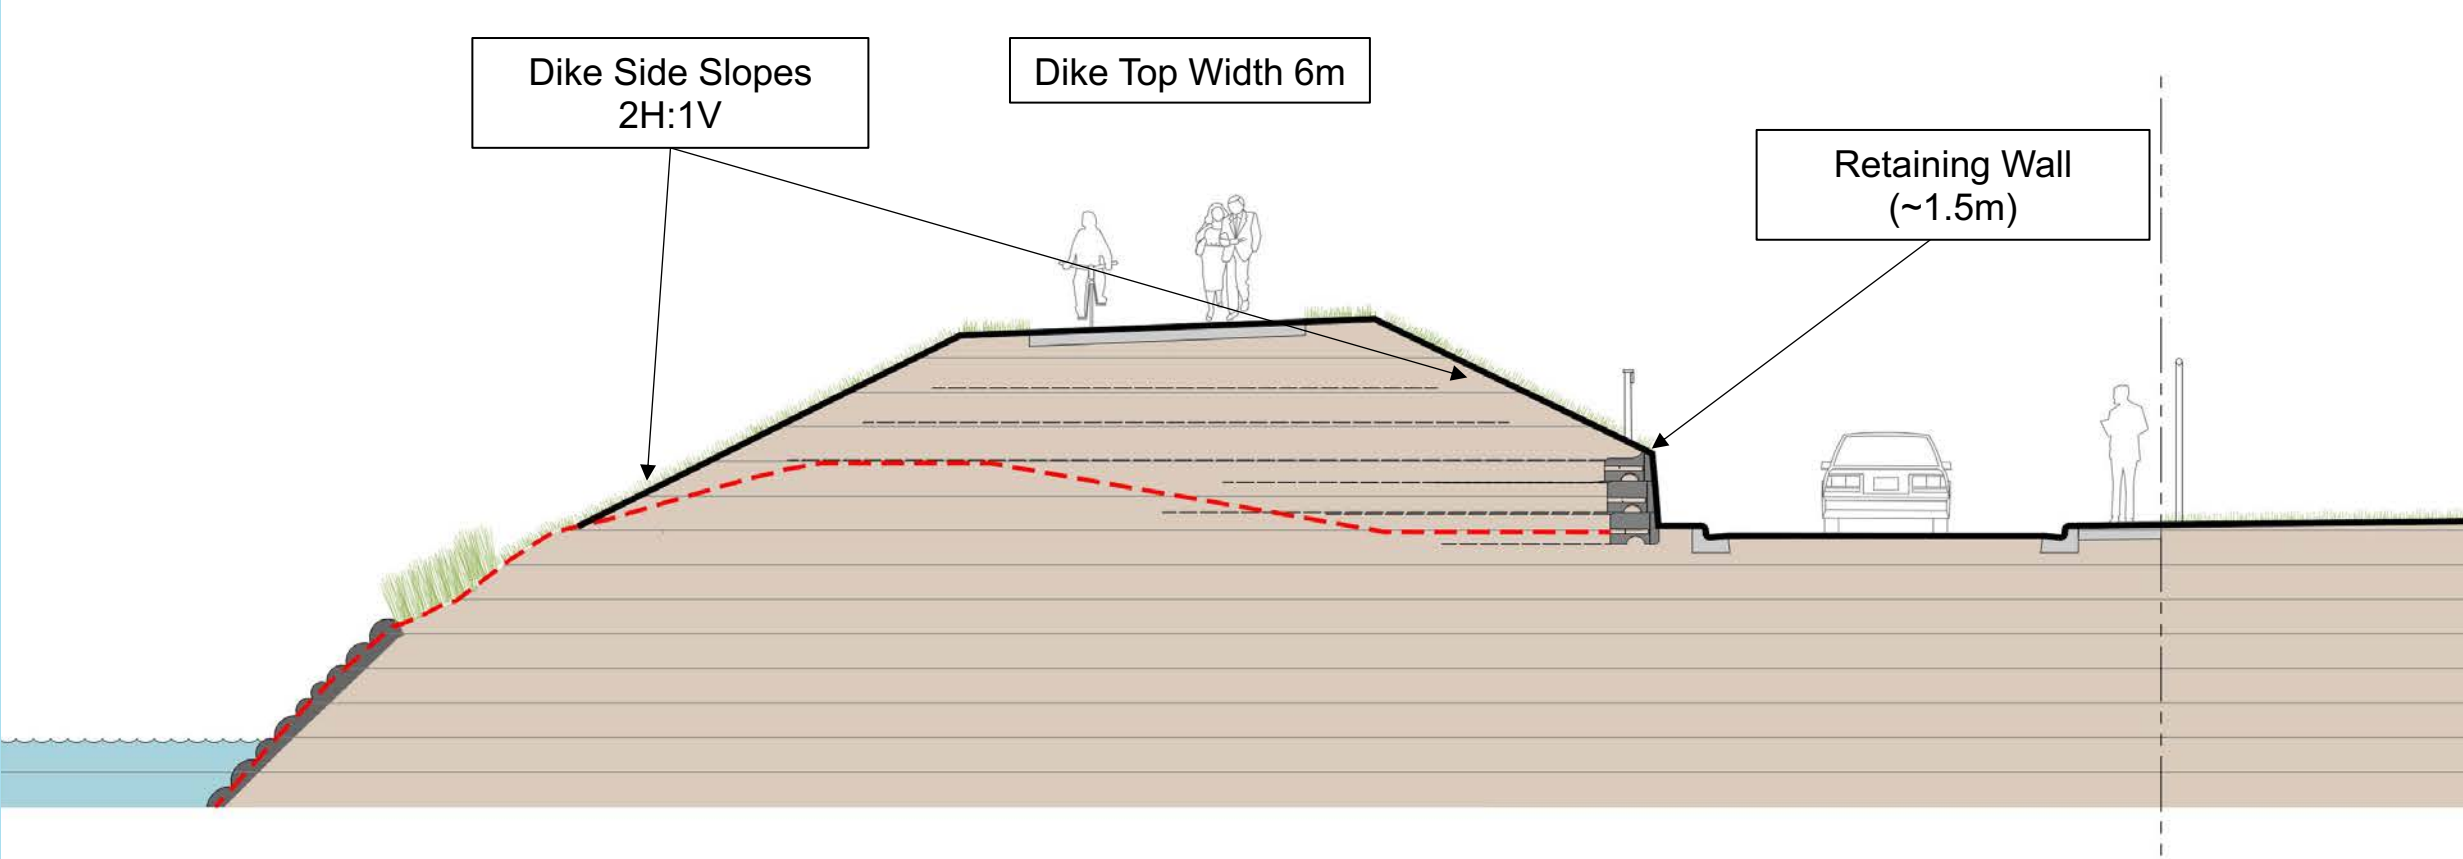 Dike Side Slopes
2H:1V
Dike Top Width 6m
Retaining Wall
(~1.5m)